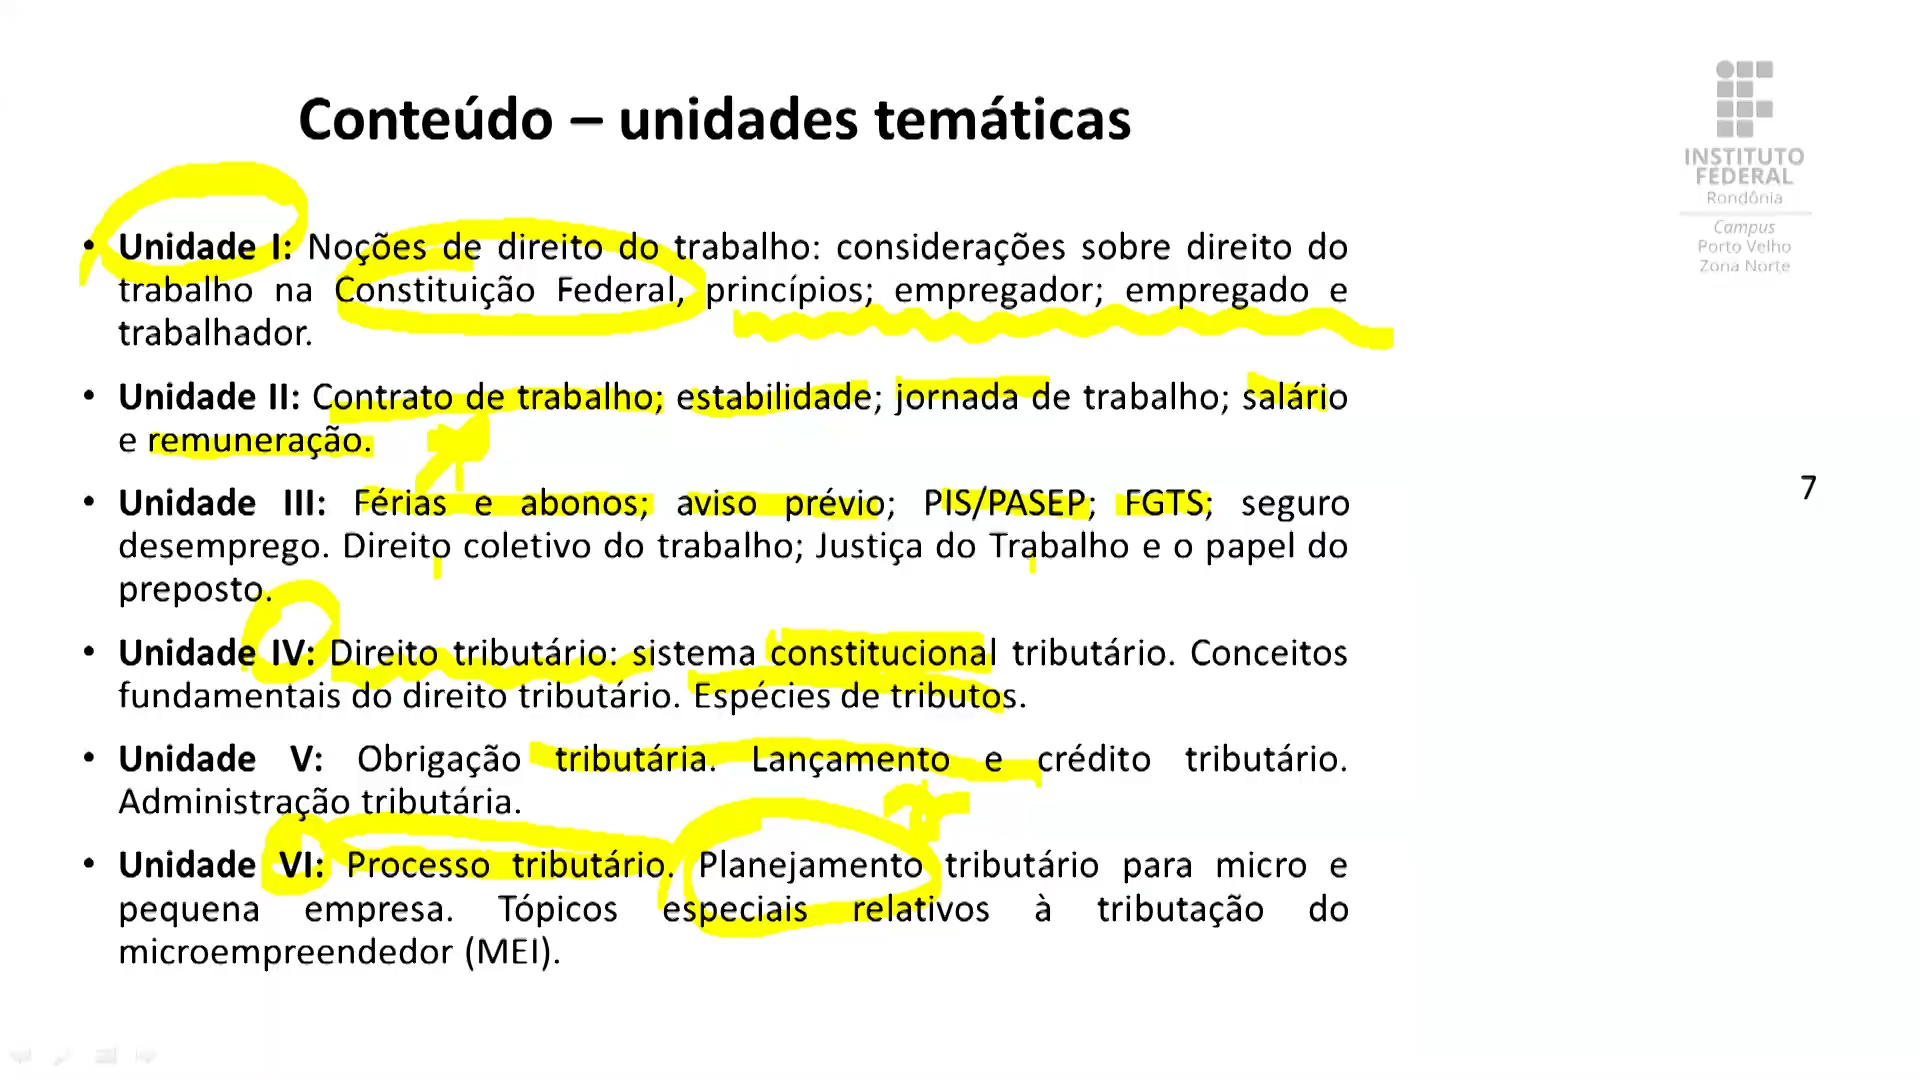 Conteúdo – unidades temáticas
INSTITUTO
FEDERAL
Rondônia
Campus
Porto Velho
Zona Norte
• Unidade I: Noções de direito do trabalho: considerações sobre direito do
trabalho na Constituição Federal, princípios; empregador; empregado e
trabalhador.
• Unidade II: Contrato de trabalho; estabilidade; jornada de trabalho; salário
e remuneração.
• Unidade III: Férias e abonos; aviso prévio; PIS/PASEP; FGTS; seguro
desemprego. Direito coletivo do trabalho; Justiça do Trabalho e o papel do
preposto.
7
• Unidade IV: Direito tributário: sistema constitucional tributário. Conceitos
fundamentais do direito tributário. Espécies de tributos.
• Unidade V: Obrigação tributária. Lançamento e crédito tributário.
Administração tributária.
• Unidade VI: Processo tributário. Planejamento tributário para micro e
pequena empresa. Tópicos especiais relativos à tributação do
microempreendedor (MEI).